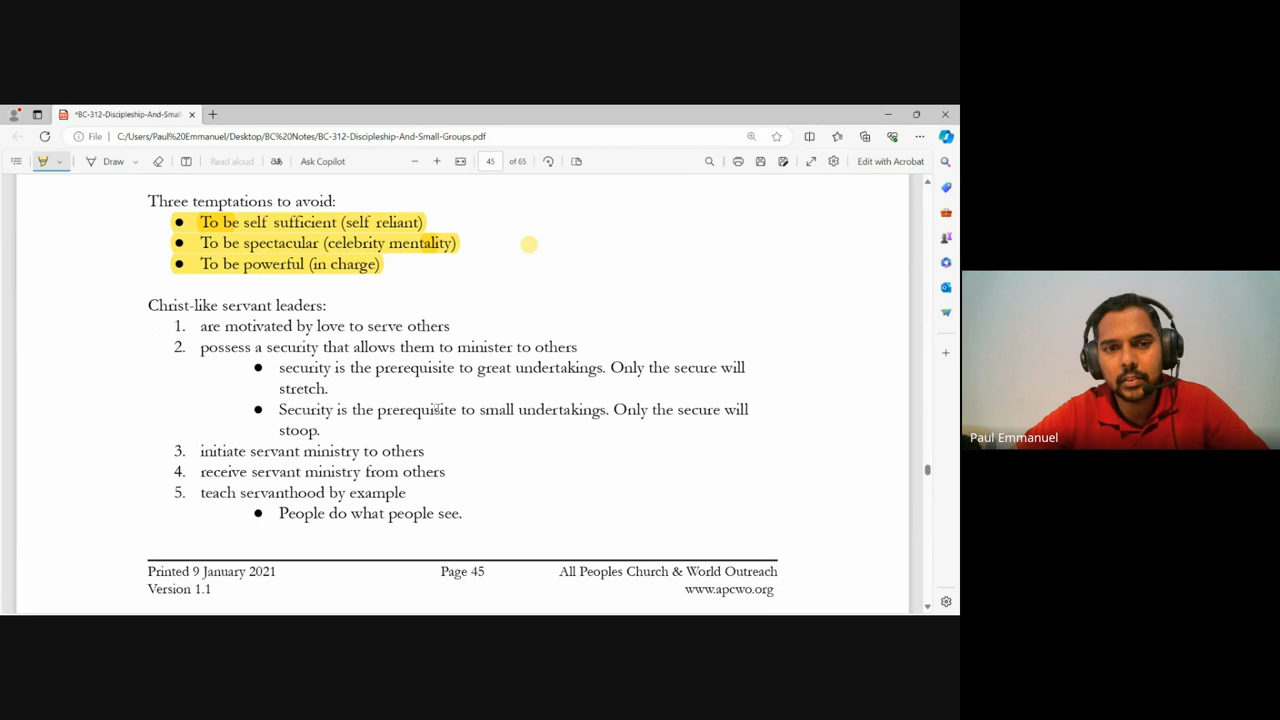 *BC-312-Discipleship-And-Smal
File
C:/Users/Paul%20Emmanuel/Desktop/BC%20Notes/BC-312-Discipleship-And-Small-Groups.pdf
Draw
Read aloud
Ask Copilot
45
of 65
Edit with Acrobat
Three temptations to avoid:
● To be self sufficient (self reliant)
● To be spectacular (celebrity mentality)
● To be powerful (in charge)
Christ-like servant leaders:
1. are motivated by love to serve others
2. possess a security that allows them to minister to others
● security is the prerequisite to great undertakings. Only the secure will
stretch.
● Security is the prerequisite to small undertakings. Only the secure will
stoop.
3. initiate servant ministry to others
4. receive servant ministry from others
5. teach servanthood by example
● People do what people see.
Printed 9 January 2021
Page 45
All Peoples Church & World Outreach
Version 1.1
www.apcwo.org
Paul Emmanuel